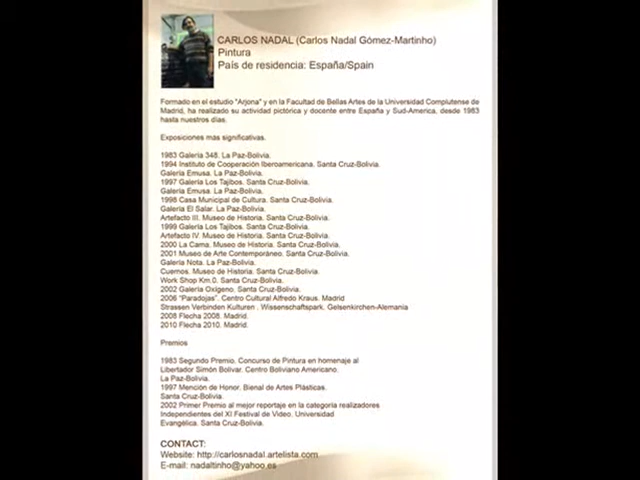 CARLOS NADAL (Carlos Nadal Gómez-Martinho)
Pintura
País de residencia: España/Spain
Formado en el estudio "Arjona" y en la Facultad de Bellas Artes de la Universidad Complutense de
Madrid, ha realizado su actividad pictórica y docente entre España y Sud-America, desde 1983
hasta nuestros días.
Exposiciones mas significativas.
1983 Galería 348. La Paz-Bolivia.
1994 Instituto de Cooperación Iberoamericana. Santa Cruz-Bolivia.
Galería Emusa. La Paz-Bolivia.
1997 Galería Los Tajibos. Santa Cruz-Bolivia.
Galería Emusa. La Paz-Bolivia.
1998 Casa Municipal de Cultura. Santa Cruz-Bolivia.
Galería El Salar. La Paz-Bolivia.
Artefacto III. Museo de Historia. Santa Cruz-Bolivia.
1999 Galería Los Tajibos. Santa Cruz-Bolivia.
Artefacto IV. Museo de Historia. Santa Cruz-Bolivia.
2000 La Cama. Museo de Historia. Santa Cruz-Bolivia.
2001 Museo de Arte Contemporáneo. Santa Cruz-Bolivia.
Galería Nota. La Paz-Bolivia.
Cuernos. Museo de Historia. Santa Cruz-Bolivia.
Work Shop Km.0. Santa Cruz-Bolivia.
2002 Galería Oxígeno. Santa Cruz-Bolivia.
2006 "Paradojas". Centro Cultural Alfredo Kraus. Madrid
Strassen Verbinden Kulturen . Wissenschaftspark. Gelsenkirchen-Alemania
2008 Flecha 2008. Madrid.
2010 Flecha 2010. Madrid.
Premios
1983 Segundo Premio. Concurso de Pintura en homenaje al
Libertador Simón Bolivar. Centro Boliviano Americano.
La Paz-Bolivia.
1997 Mención de Honor. Bienal de Artes Plásticas.
Santa Cruz-Bolivia.
2002 Primer Premio al mejor reportaje en la categoría realizadores
Independientes del XI Festival de Video. Universidad
Evangélica. Santa Cruz-Bolivia.
CONTACT:
Website: http://carlosnadal.artelista.com
E-mail: nadaltinho@yahoo.es